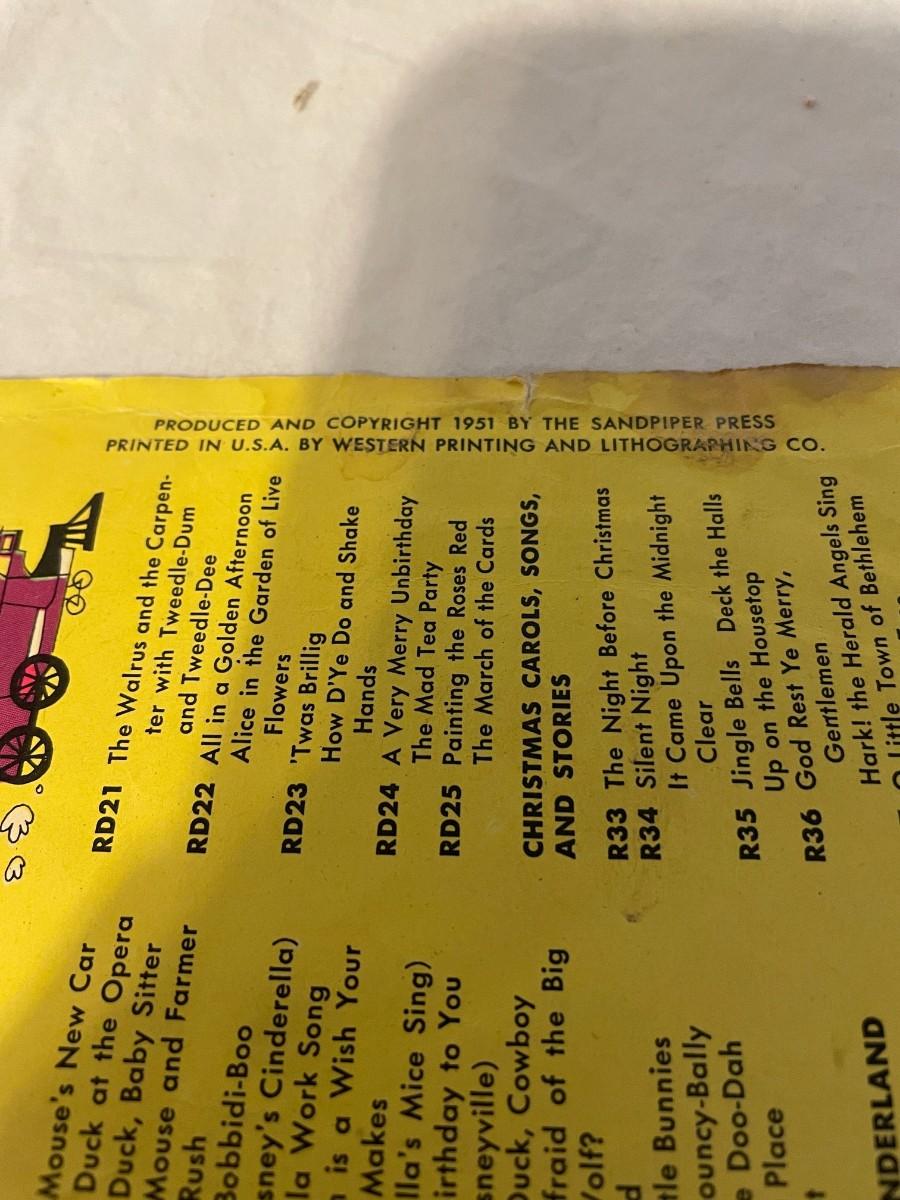 PRODUCED AND COPYRIGHT 1951 BY THE SANDPIPER PRESS
PRINTED IN U.S.A. BY WESTERN PRINTING AND LITHOGRAPHING CO.
Mouse's New Car
Duck at the Opera
Duck, Baby Sitter
Mouse and Farmer
Rush
Bobbidi-Boo
sney's Cinderella)
la Work Song
is a Wish Your
Makes
lla's Mice Sing)
irthday to You
sneyville)
Duck, Cowboy
fraid of the Big
olf?
d
tle Bunnies
ouncy-Bally
e Doo-Dah
Place
t
NDERLAND
RD21 The Walrus and the Carpen-
ter with Tweedle-Dum
and Tweedle-Dee
RD22 All in a Golden Afternoon
Alice in the Garden of Live
Flowers
RD23 'Twas Brillig
How D'Ye Do and Shake
Hands
RD24 A Very Merry Unbirthday
The Mad Tea Party
RD25 Painting the Roses Red
The March of the Cards
CHRISTMAS CAROLS, SONGS,
AND STORIES
R33 The Night Before Christmas
R34 Silent Night
It Came Upon the Midnight
Clear
R35 Jingle Bells Deck the Halls
Up on the Housetop
R36 God Rest Ye Merry,
Gentlemen
Hark! the Herald Angels Sing
O Little Town of Bethlehem